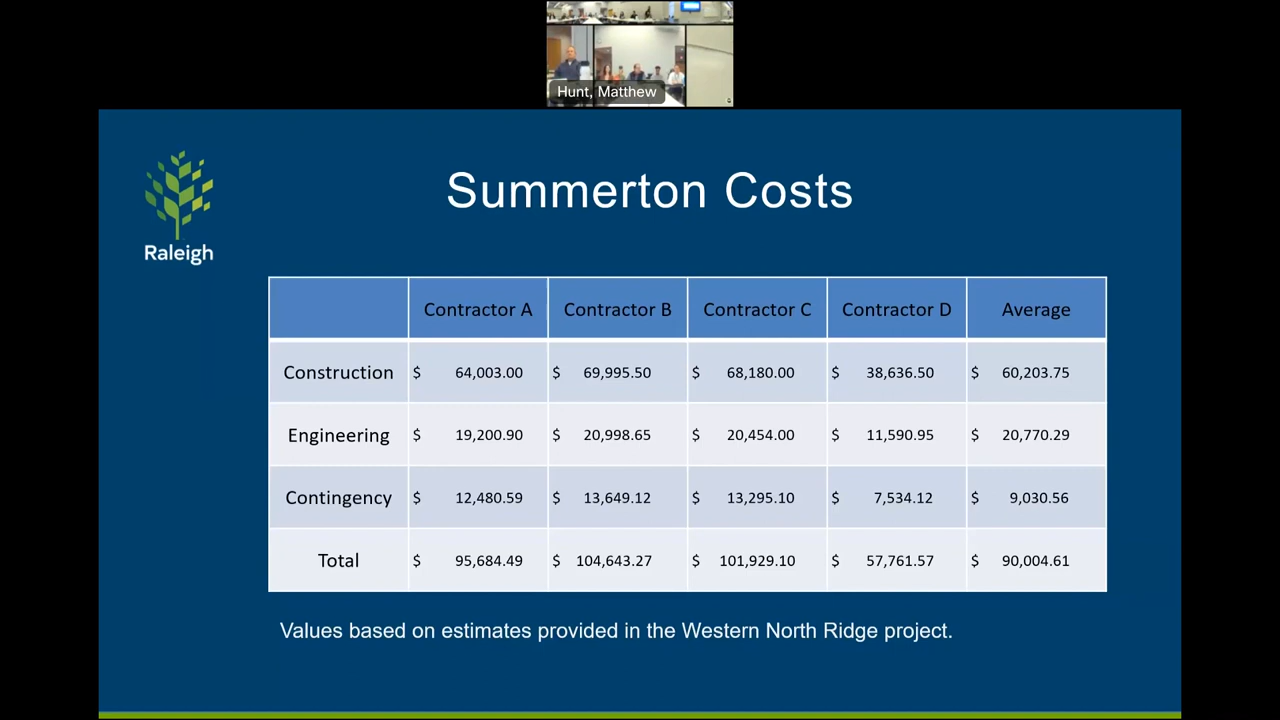 Hunt, Matthew
Raleigh
Summerton Costs
Contractor A Contractor B Contractor C Contractor D Average
Construction $ 64,003.00 $ 69,995.50 $ 68,180.00 $ 38,636.50 $ 60,203.75
Engineering $ 19,200.90 $ 20,998.65 $ 20,454.00 $ 11,590.95 $ 20,770.29
Contingency $ 12,480.59 $ 13,649.12 $ 13,295.10 $ 7,534.12 $ 9,030.56
Total $ 95,684.49 $ 104,643.27 $ 101,929.10 $ 57,761.57 $ 90,004.61
Values based on estimates provided in the Western North Ridge project.